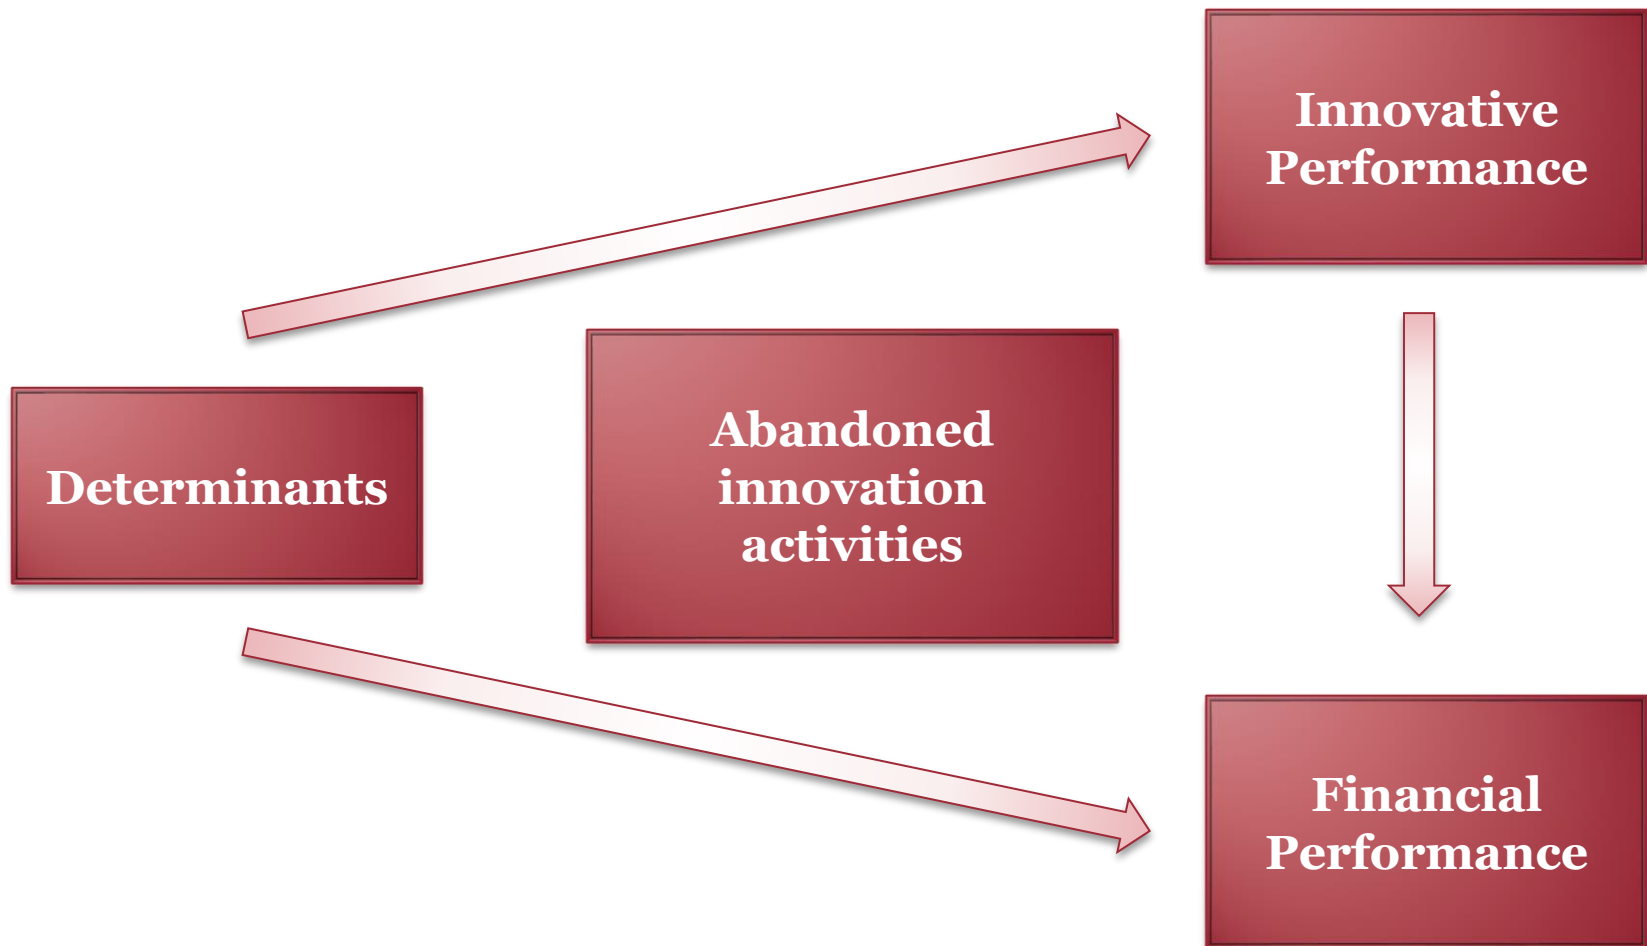 Innovative
Performance
Abandoned
innovation
activities
Determinants
Financial
Performance